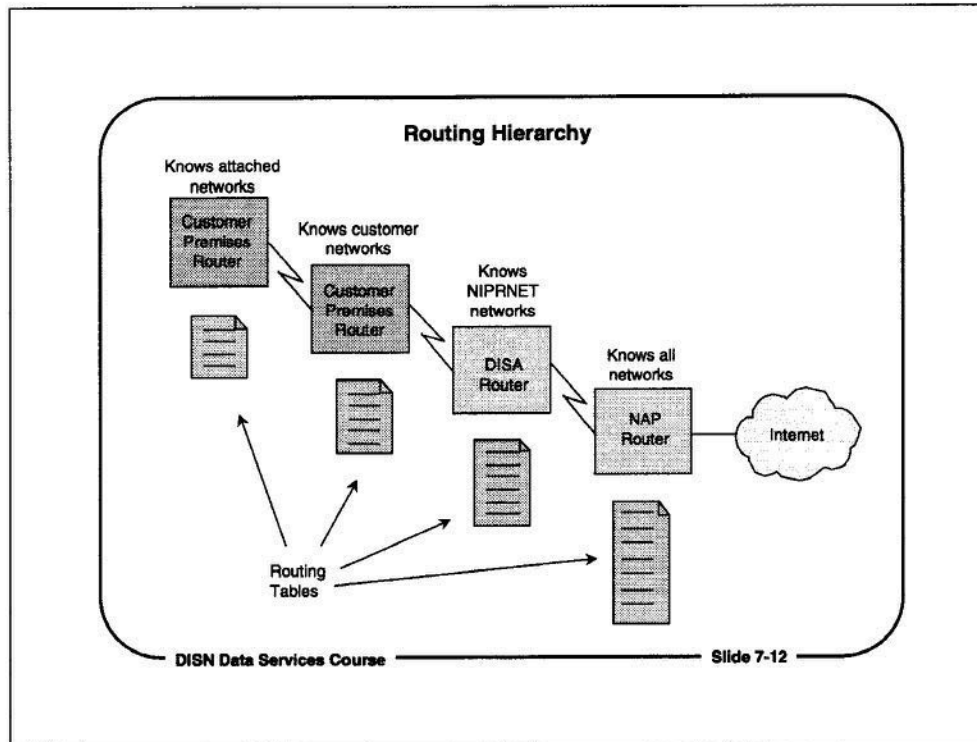 Routing Hierarchy
Knows attached
networks
Customer
Premises
Router
Knows customer
networks
Customer
Premises
Router
Knows
NIPRNET
networks
DISA
Router
Knows all
networks
NAP
Router
Internet
Routing
Tables
DISN Data Services Course
Slide 7-12